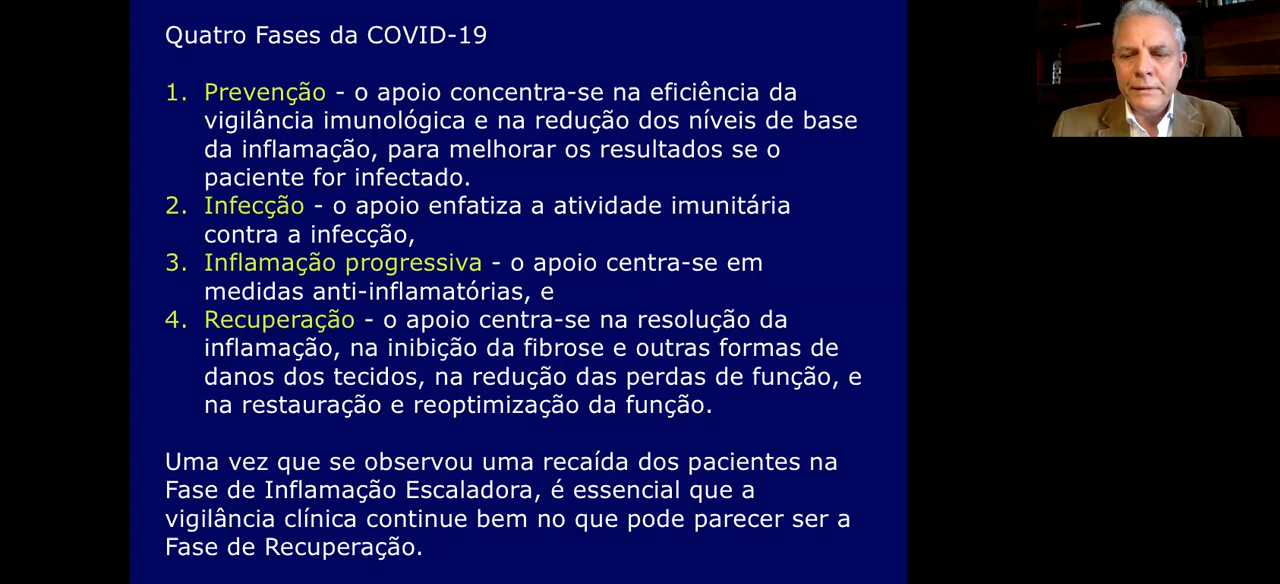 Quatro Fases da COVID-19
1. Prevenção - o apoio concentra-se na eficiência da
vigilância imunológica e na redução dos níveis de base
da inflamação, para melhorar os resultados se o
paciente for infectado.
2. Infecção - o apoio enfatiza a atividade imunitária
contra a infecção,
3. Inflamação progressiva - o apoio centra-se em
medidas anti-inflamatórias, e
4. Recuperação - o apoio centra-se na resolução da
inflamação, na inibição da fibrose e outras formas de
danos dos tecidos, na redução das perdas de função, e
na restauração e reoptimização da função.
Uma vez que se observou uma recaída dos pacientes na
Fase de Inflamação Escaladora, é essencial que a
vigilância clínica continue bem no que pode parecer ser a
Fase de Recuperação.